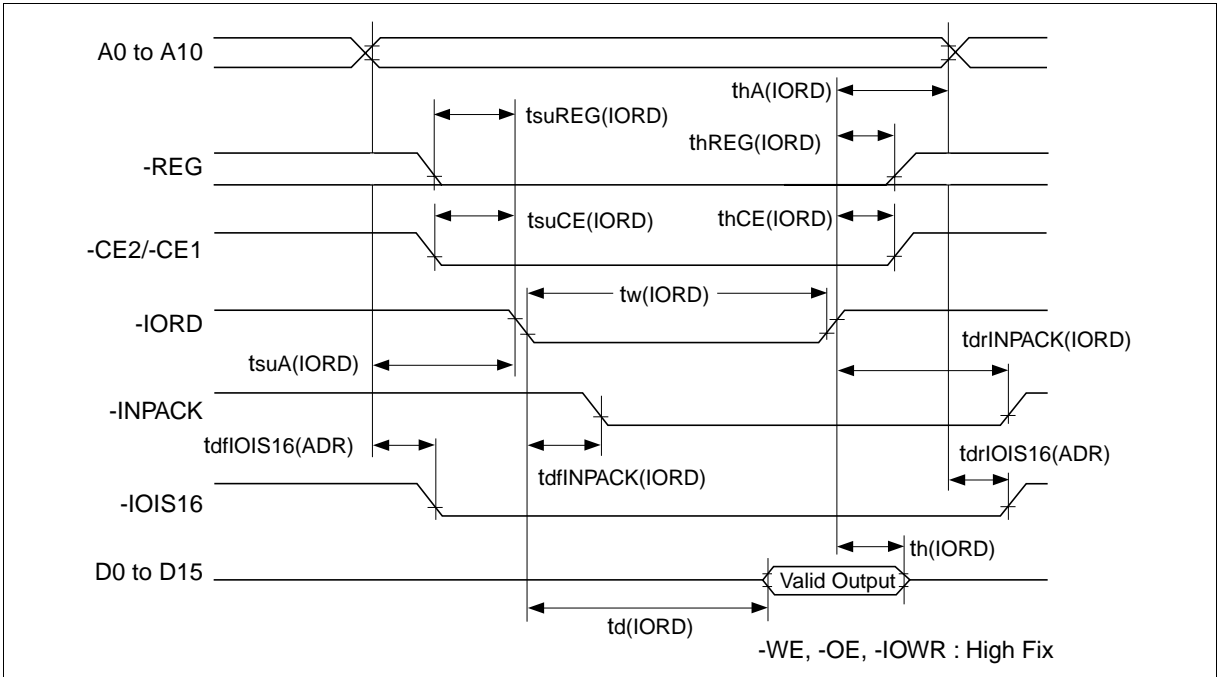 A0 to A10
thA(IORD)
tsuREG(IORD)
thREG(IORD)
-REG
tsuCE(IORD)
thCE(IORD)
-CE2/-CE1
tw(IORD)
-IORD
tdrINPACK(IORD)
tsuA(IORD)
-INPACK
tdfIOIS16(ADR)
tdrIOIS16(ADR)
tdfINPACK(IORD)
-IOIS16
th(IORD)
D0 to D15
Valid Output
td(IORD)
-WE, -OE, -IOWR : High Fix